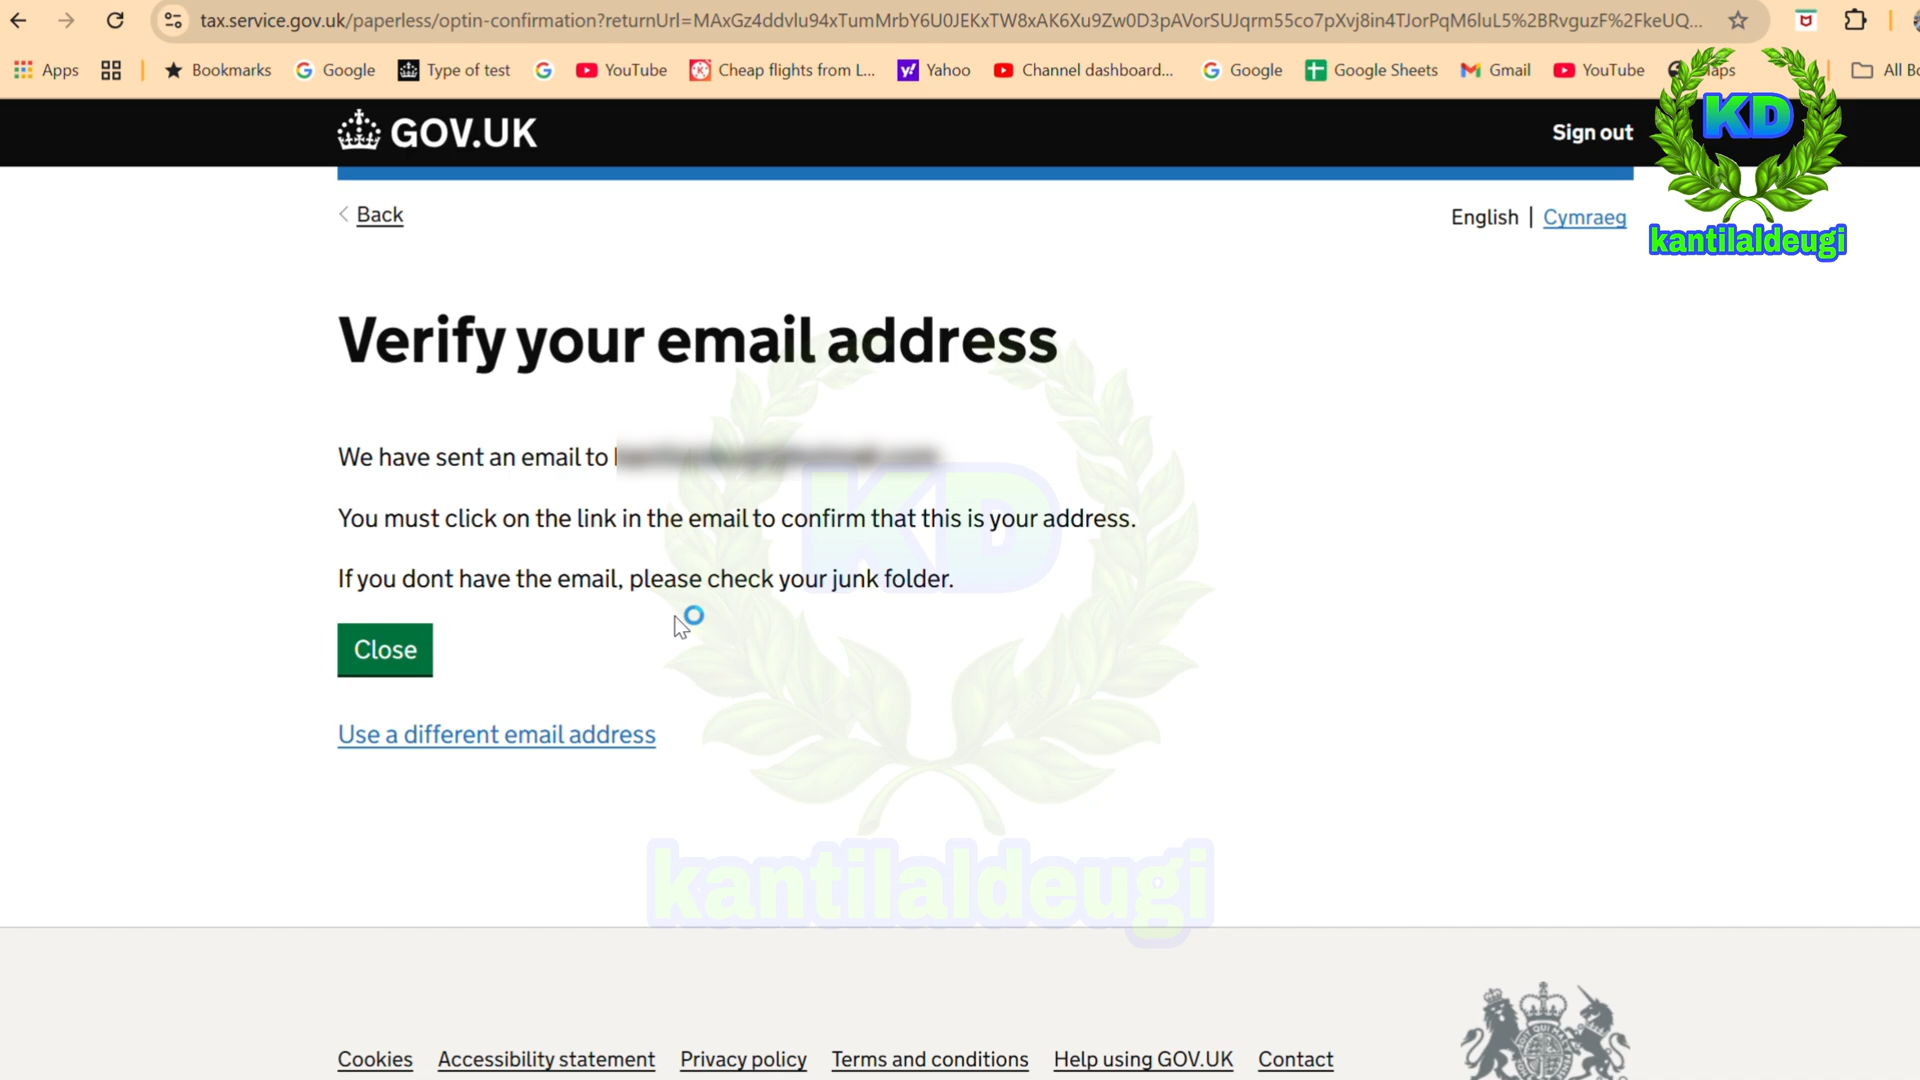 tax.service.gov.uk/paperless/optin-confirmation?returnUrl=MAxGz4ddvlu94xTumMrbY6U0JEKxTW8xAK6Xu9Zw0D3pAVorSUJqrm55co7pXvj8in4TJorPqM6luL5%2BRvguzF%2FkeUQ...
Apps Bookmarks Google Type of test YouTube Cheap flights from L... Yahoo Channel dashboard... Google Google Sheets Gmail YouTube Maps All Bo
GOV.UK
Sign out
KD
kantilaldeugi
Back
English | Cymraeg
Verify your email address
We have sent an email to
You must click on the link in the email to confirm that this is your address.
If you dont have the email, please check your junk folder.
Close
Use a different email address
KD
kantilaldeugi
Cookies Accessibility statement Privacy policy Terms and conditions Help using GOV.UK Contact